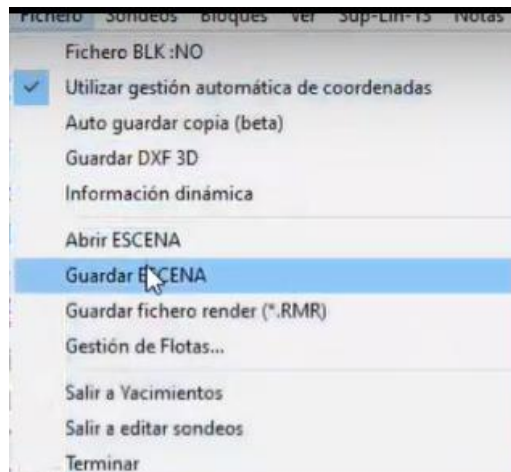 Fichero Sondeos Bloques Ver Sup-Lin-TS Notas
Fichero BLK :NO
Utilizar gestión automática de coordenadas
Auto guardar copia (beta)
Guardar DXF 3D
Información dinámica
Abrir ESCENA
Guardar ESCENA
Guardar fichero render (*.RMR)
Gestión de Flotas...
Salir a Yacimientos
Salir a editar sondeos
Terminar